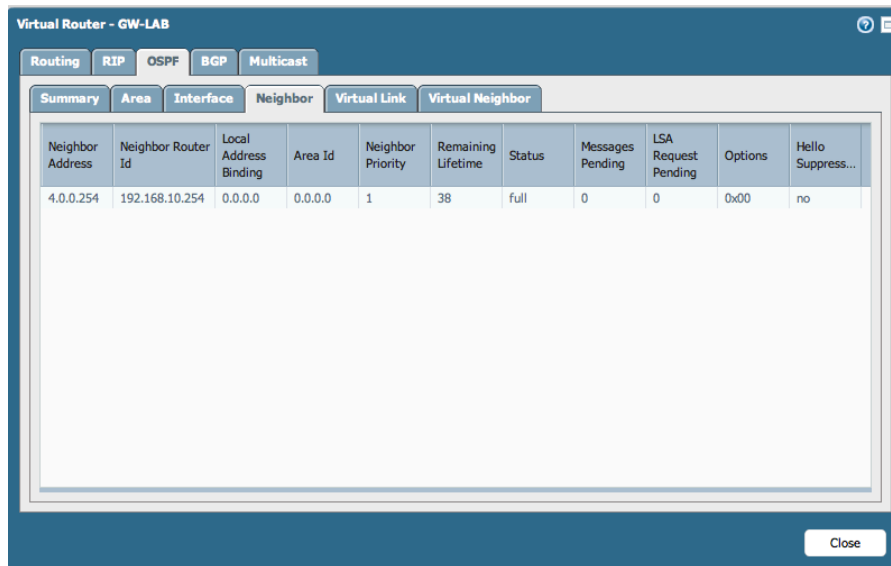 Virtual Router - GW-LAB
Routing RIP OSPF BGP Multicast
Summary Area Interface Neighbor Virtual Link Virtual Neighbor
Neighbor Address Neighbor Router Id Local Address Binding Area Id Neighbor Priority Remaining Lifetime Status Messages Pending LSA Request Pending Options Hello Suppress...
4.0.0.254 192.168.10.254 0.0.0.0 0.0.0.0 1 38 full 0 0 0x00 no
Close